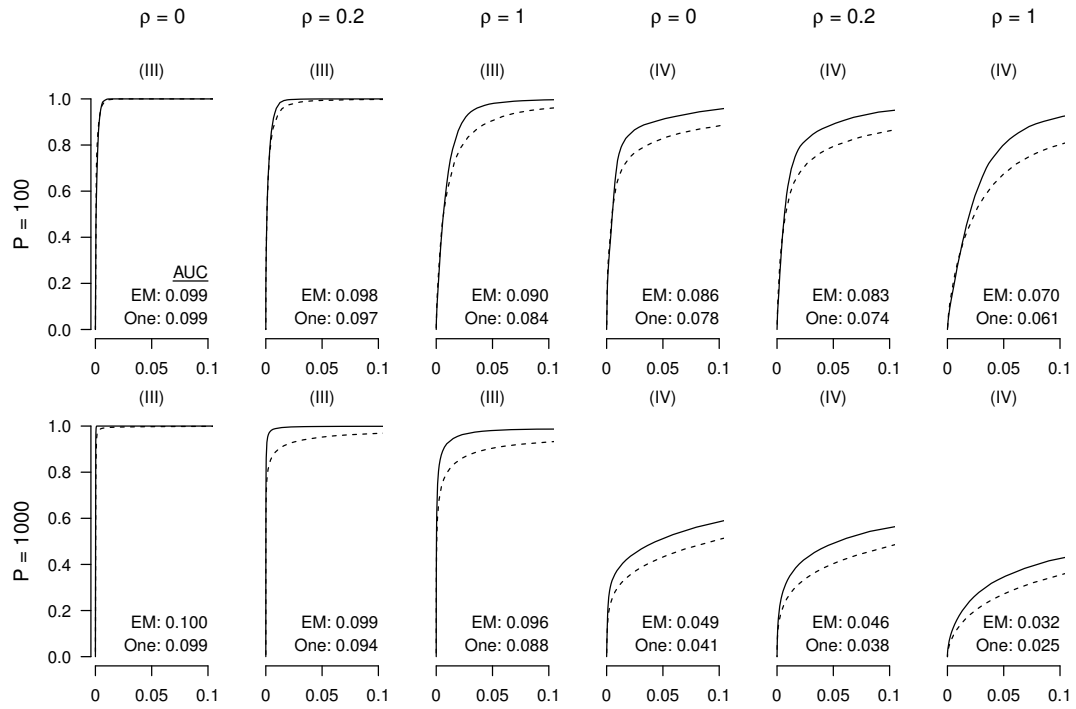 ρ = 0 ρ = 0.2 ρ = 1 ρ = 0 ρ = 0.2 ρ = 1
(III) (III) (III) (IV) (IV) (IV)
P = 100
1.0
0.8
0.6
0.4
0.2
0.0
AUC
EM: 0.099 EM: 0.098 EM: 0.090 EM: 0.086 EM: 0.083 EM: 0.070
One: 0.099 One: 0.097 One: 0.084 One: 0.078 One: 0.074 One: 0.061
0 0.05 0.1 0 0.05 0.1 0 0.05 0.1 0 0.05 0.1 0 0.05 0.1 0 0.05 0.1
(III) (III) (III) (IV) (IV) (IV)
P = 1000
1.0
0.8
0.6
0.4
0.2
0.0
EM: 0.100 EM: 0.099 EM: 0.096 EM: 0.049 EM: 0.046 EM: 0.032
One: 0.099 One: 0.094 One: 0.088 One: 0.041 One: 0.038 One: 0.025
0 0.05 0.1 0 0.05 0.1 0 0.05 0.1 0 0.05 0.1 0 0.05 0.1 0 0.05 0.1